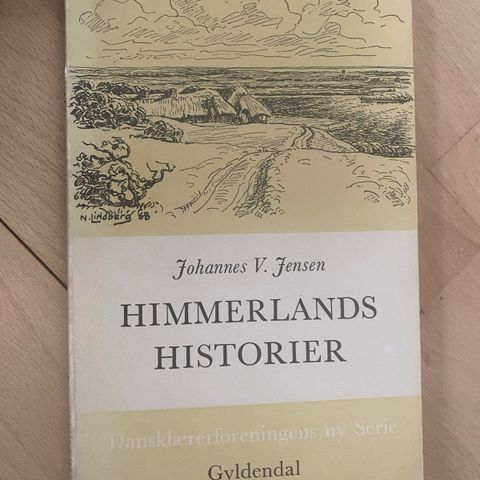 N. Lindberg 68
Johannes V. Jensen
HIMMERLANDS
HISTORIER
Dansklærerforeningens ny Serie
Gyldendal